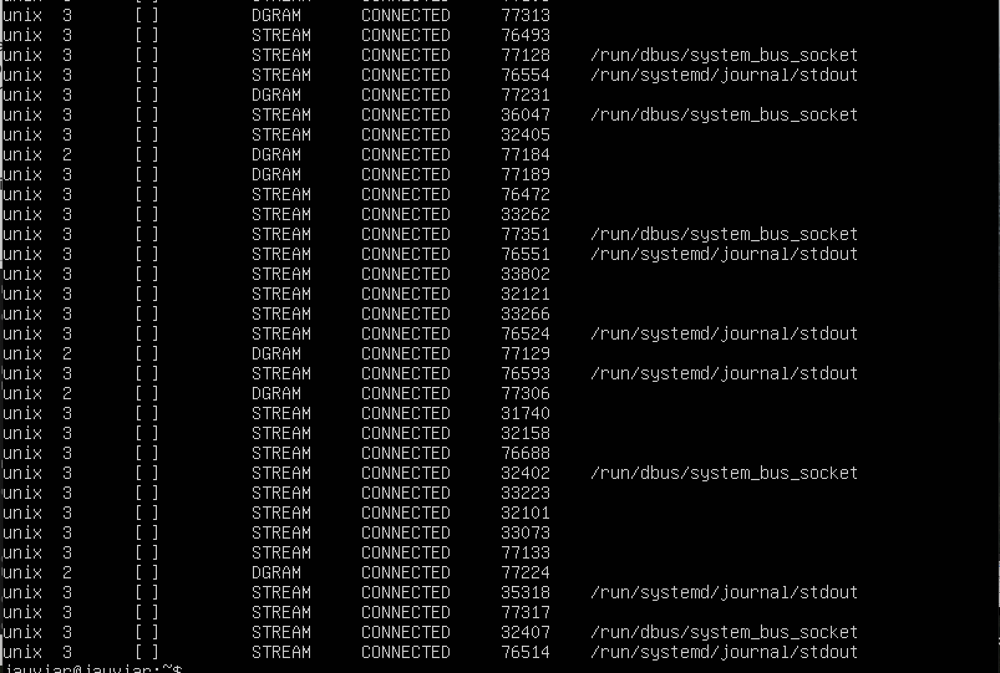 unix 3 [ ] DGRAM CONNECTED 77313
unix 3 [ ] STREAM CONNECTED 76493
unix 3 [ ] STREAM CONNECTED 77128 /run/dbus/system_bus_socket
unix 3 [ ] STREAM CONNECTED 76554 /run/systemd/journal/stdout
unix 3 [ ] DGRAM CONNECTED 77231
unix 3 [ ] STREAM CONNECTED 36047 /run/dbus/system_bus_socket
unix 3 [ ] STREAM CONNECTED 32405
unix 2 [ ] DGRAM CONNECTED 77184
unix 3 [ ] DGRAM CONNECTED 77189
unix 3 [ ] STREAM CONNECTED 76472
unix 3 [ ] STREAM CONNECTED 33262
unix 3 [ ] STREAM CONNECTED 77351 /run/dbus/system_bus_socket
unix 3 [ ] STREAM CONNECTED 76551 /run/systemd/journal/stdout
unix 3 [ ] STREAM CONNECTED 33802
unix 3 [ ] STREAM CONNECTED 32121
unix 3 [ ] STREAM CONNECTED 33266
unix 3 [ ] STREAM CONNECTED 76524 /run/systemd/journal/stdout
unix 2 [ ] DGRAM CONNECTED 77129
unix 3 [ ] STREAM CONNECTED 76593 /run/systemd/journal/stdout
unix 2 [ ] DGRAM CONNECTED 77306
unix 3 [ ] STREAM CONNECTED 31740
unix 3 [ ] STREAM CONNECTED 32158
unix 3 [ ] STREAM CONNECTED 76688
unix 3 [ ] STREAM CONNECTED 32402 /run/dbus/system_bus_socket
unix 3 [ ] STREAM CONNECTED 33223
unix 3 [ ] STREAM CONNECTED 32101
unix 3 [ ] STREAM CONNECTED 33073
unix 3 [ ] STREAM CONNECTED 77133
unix 2 [ ] DGRAM CONNECTED 77224
unix 3 [ ] STREAM CONNECTED 35318 /run/systemd/journal/stdout
unix 3 [ ] STREAM CONNECTED 77317
unix 3 [ ] STREAM CONNECTED 32407 /run/dbus/system_bus_socket
unix 3 [ ] STREAM CONNECTED 76514 /run/systemd/journal/stdout